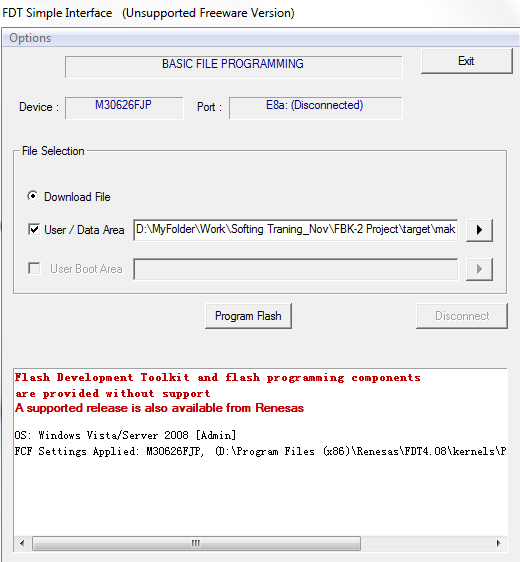 FDT Simple Interface (Unsupported Freeware Version)
Options
BASIC FILE PROGRAMMING
Exit
Device : M30626FJP Port : E8a: (Disconnected)
File Selection
Download File
User / Data Area D:\MyFolder\Work\Softing Traning_Nov\FBK-2 Project\target\mak
User Boot Area
Program Flash Disconnect
Flash Development Toolkit and flash programming components
are provided without support
A supported release is also available from Renesas
OS: Windows Vista/Server 2008 [Admin]
FCF Settings Applied: M30626FJP, (D:\Program Files (x86)\Renesas\FDT4.08\kernels\P